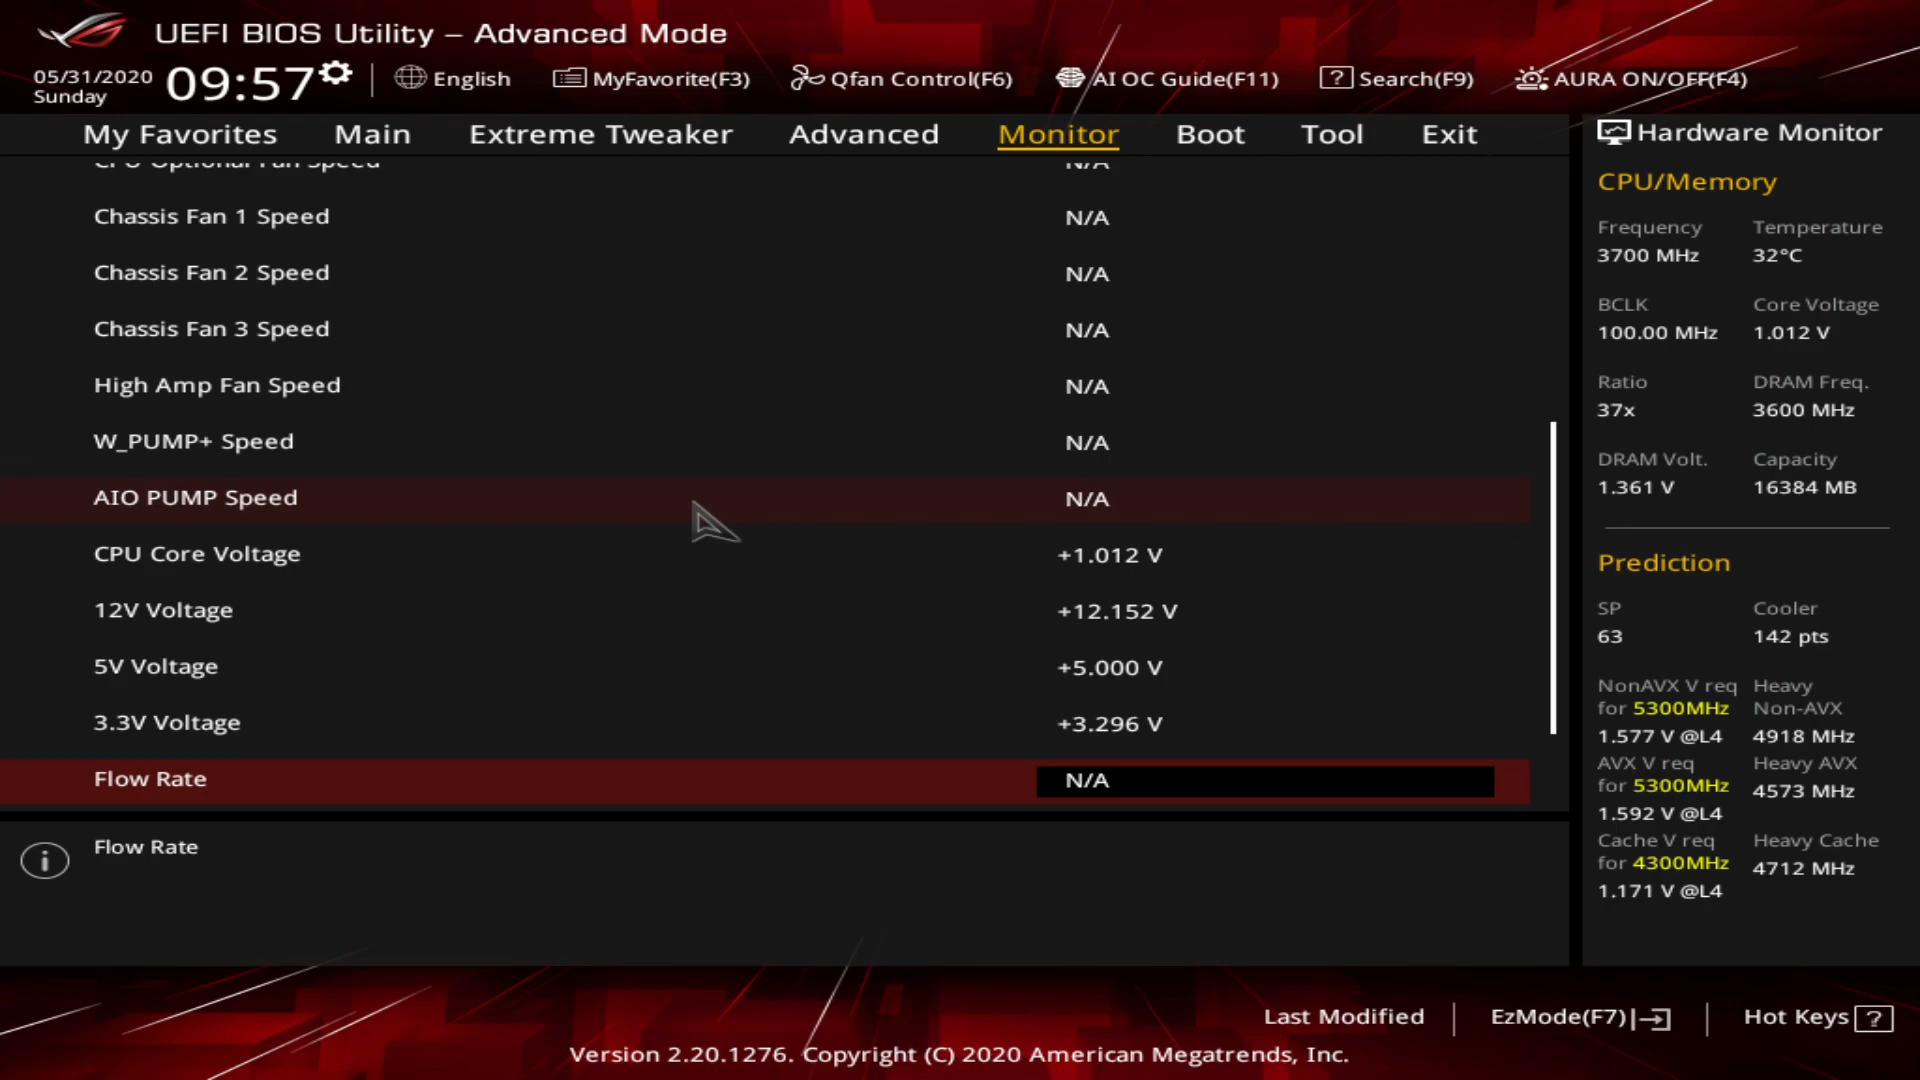 UEFI BIOS Utility – Advanced Mode
05/31/2020
Sunday
09:57
English
MyFavorite(F3)
Qfan Control(F6)
AI OC Guide(F11)
? Search(F9)
AURA ON/OFF(F4)
My Favorites Main Extreme Tweaker Advanced Monitor Boot Tool Exit
CPU Optional Fan Speed N/A
Chassis Fan 1 Speed N/A
Chassis Fan 2 Speed N/A
Chassis Fan 3 Speed N/A
High Amp Fan Speed N/A
W_PUMP+ Speed N/A
AIO PUMP Speed N/A
CPU Core Voltage +1.012 V
12V Voltage +12.152 V
5V Voltage +5.000 V
3.3V Voltage +3.296 V
Flow Rate N/A
i Flow Rate
Hardware Monitor
CPU/Memory
Frequency Temperature
3700 MHz 32°C
BCLK Core Voltage
100.00 MHz 1.012 V
Ratio DRAM Freq.
37x 3600 MHz
DRAM Volt. Capacity
1.361 V 16384 MB
Prediction
SP Cooler
63 142 pts
NonAVX V req Heavy
for 5300MHz Non-AVX
1.577 V @L4 4918 MHz
AVX V req Heavy AVX
for 5300MHz 4573 MHz
1.592 V @L4
Cache V req Heavy Cache
for 4300MHz 4712 MHz
1.171 V @L4
Last Modified
EzMode(F7)
Hot Keys ?
Version 2.20.1276. Copyright (C) 2020 American Megatrends, Inc.